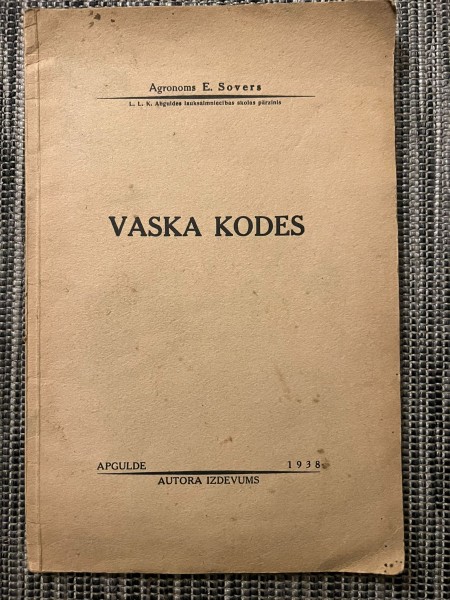 Agronoms E. Sovers
L. L. K. Apguldes lauksaimniecības skolas pārzinis
VASKA KODES
APGULDE 1938
AUTORA IZDEVUMS